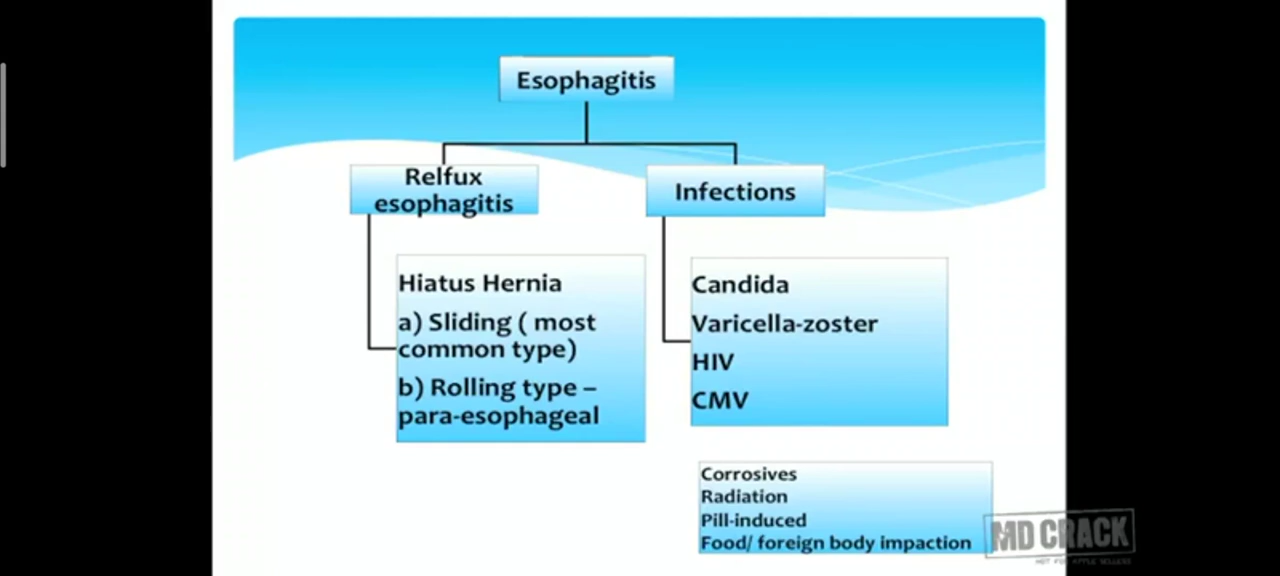 Esophagitis
Relfux
esophagitis
Infections
Hiatus Hernia
a) Sliding ( most
common type)
b) Rolling type –
para-esophageal
Candida
Varicella-zoster
HIV
CMV
Corrosives
Radiation
Pill-induced
Food/ foreign body impaction
MD CRACK